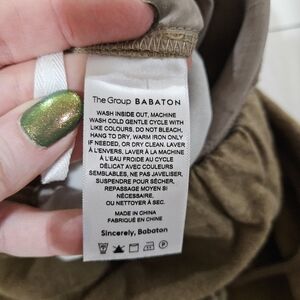 The Group BABATON
WASH INSIDE OUT, MACHINE
WASH COLD GENTLE CYCLE WITH
LIKE COLOURS, DO NOT BLEACH,
HANG TO DRY, WARM IRON ONLY
IF NEEDED, OR DRY CLEAN. LAVER
À L'ENVERS, LAVER À LA MACHINE
À L'EAU FROIDE AU CYCLE
DÉLICAT AVEC COULEURS
SEMBLABLES, NE PAS JAVELISER,
SUSPENDRE POUR SÉCHER,
REPASSAGE MOYEN SI
NÉCESSAIRE,
OU NETTOYER À SEC.
MADE IN CHINA
FABRIQUÉ EN CHINE
Sincerely, Babaton